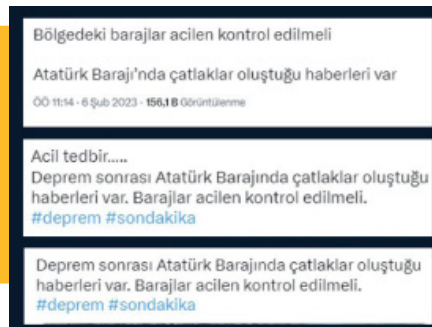 Bölgedeki barajlar acilen kontrol edilmeli
Atatürk Barajı'nda çatlaklar oluştuğu haberleri var
ÖÖ 11:14 · 6 Şub 2023 · 156,1 B Görüntülenme
Acil tedbir.....
Deprem sonrası Atatürk Barajında çatlaklar oluştuğu
haberleri var. Barajlar acilen kontrol edilmeli.
#deprem #sondakika
Deprem sonrası Atatürk Barajında çatlaklar oluştuğu
haberleri var. Barajlar acilen kontrol edilmeli.
#deprem #sondakika